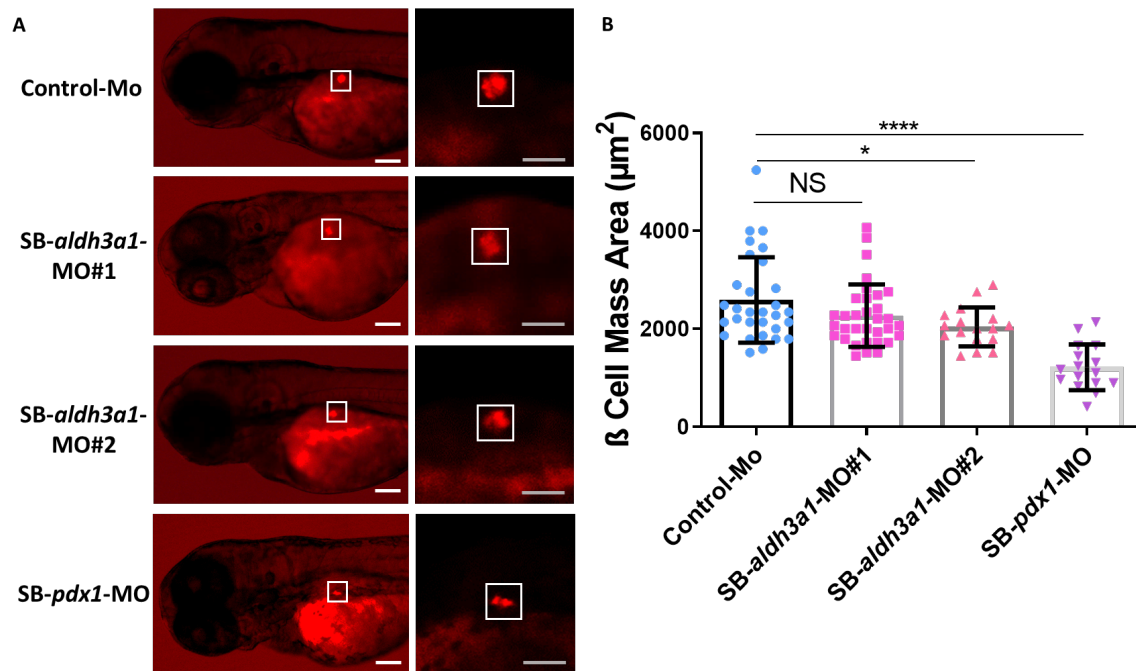 A
B
Control-Mo
SB-aldh3a1-
MO#1
SB-aldh3a1-
MO#2
SB-pdx1-MO
ß Cell Mass Area (µm²)
6000
4000
2000
0
****
*
NS
Control-Mo
SB-aldh3a1-MO#1
SB-aldh3a1-MO#2
SB-pdx1-MO